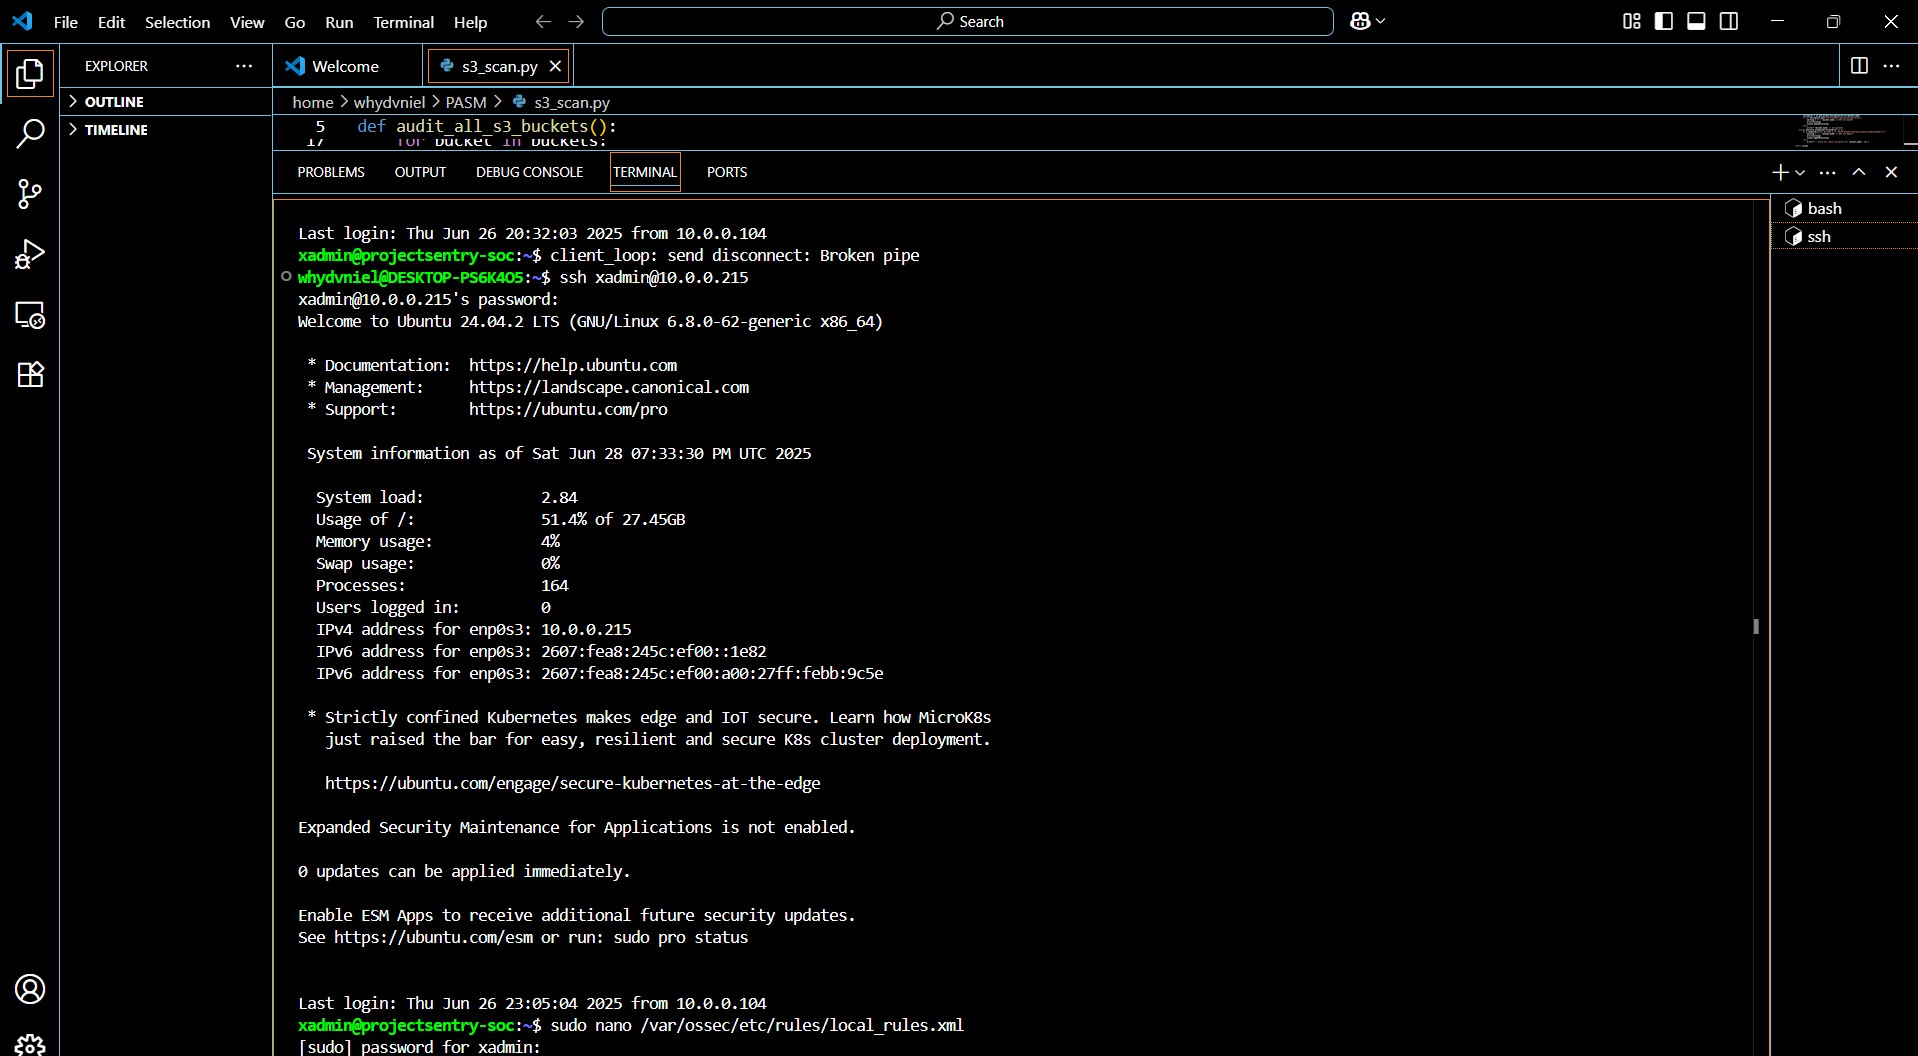 File Edit Selection View Go Run Terminal Help Search
EXPLORER
OUTLINE
TIMELINE
Welcome s3_scan.py
home > whydvniel > PASM > s3_scan.py
5 def audit_all_s3_buckets():
17 for bucket in buckets:
PROBLEMS OUTPUT DEBUG CONSOLE TERMINAL PORTS
bash
ssh
Last login: Thu Jun 26 20:32:03 2025 from 10.0.0.104
xadmin@projectsentry-soc:~$ client_loop: send disconnect: Broken pipe
whydvniel@DESKTOP-PS6K4O5:~$ ssh xadmin@10.0.0.215
xadmin@10.0.0.215's password:
Welcome to Ubuntu 24.04.2 LTS (GNU/Linux 6.8.0-62-generic x86_64)
* Documentation: https://help.ubuntu.com
* Management: https://landscape.canonical.com
* Support: https://ubuntu.com/pro
System information as of Sat Jun 28 07:33:30 PM UTC 2025
System load: 2.84
Usage of /: 51.4% of 27.45GB
Memory usage: 4%
Swap usage: 0%
Processes: 164
Users logged in: 0
IPv4 address for enp0s3: 10.0.0.215
IPv6 address for enp0s3: 2607:fea8:245c:ef00::1e82
IPv6 address for enp0s3: 2607:fea8:245c:ef00:a00:27ff:febb:9c5e
* Strictly confined Kubernetes makes edge and IoT secure. Learn how MicroK8s
just raised the bar for easy, resilient and secure K8s cluster deployment.
https://ubuntu.com/engage/secure-kubernetes-at-the-edge
Expanded Security Maintenance for Applications is not enabled.
0 updates can be applied immediately.
Enable ESM Apps to receive additional future security updates.
See https://ubuntu.com/esm or run: sudo pro status
Last login: Thu Jun 26 23:05:04 2025 from 10.0.0.104
xadmin@projectsentry-soc:~$ sudo nano /var/ossec/etc/rules/local_rules.xml
[sudo] password for xadmin: